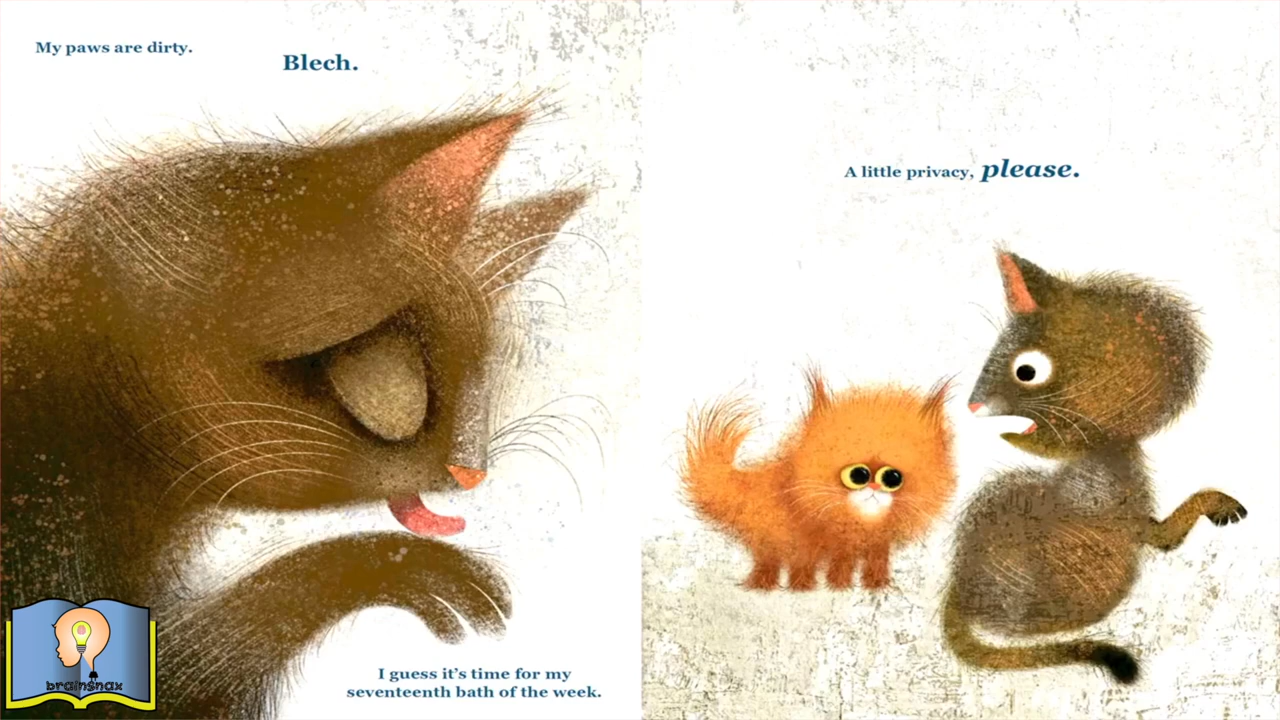 My paws are dirty.
Blech.
I guess it's time for my
seventeenth bath of the week.
A little privacy, please.
brainsnax